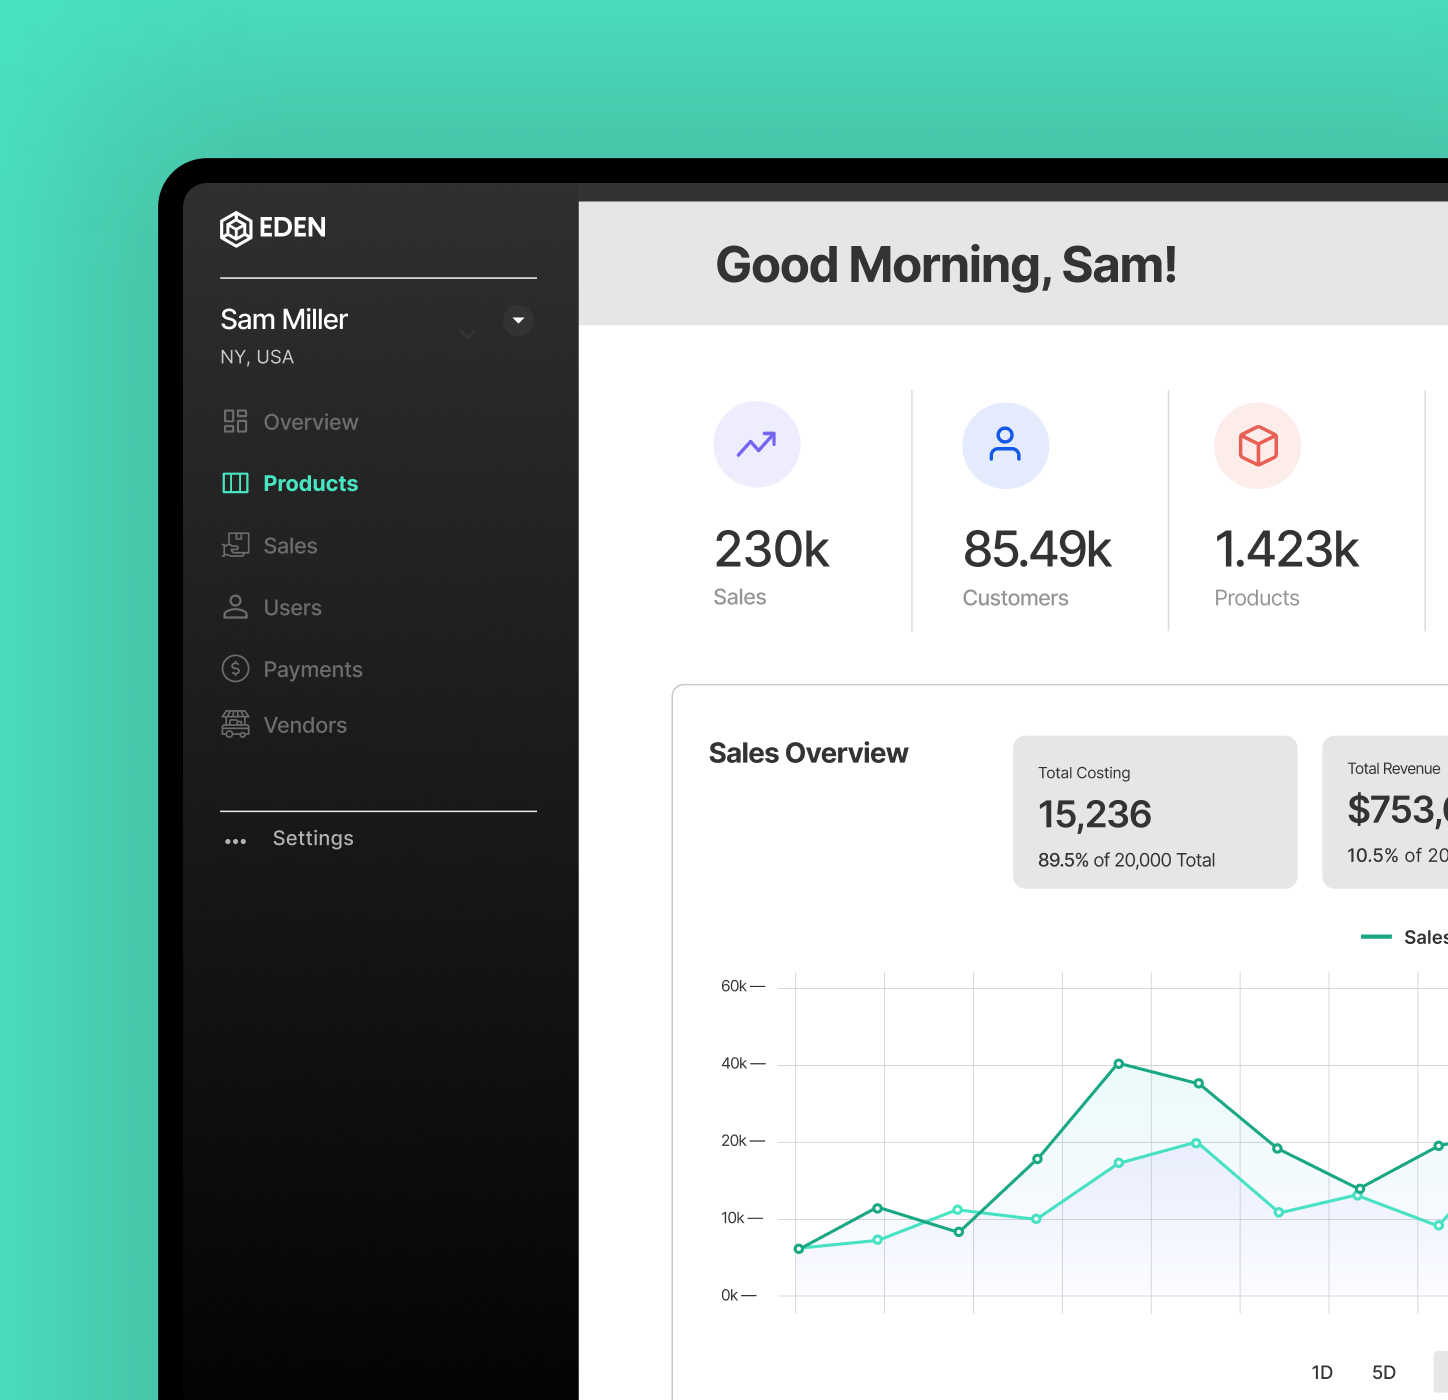 EDEN
Sam Miller
NY, USA
Overview
Products
Sales
Users
Payments
Vendors
Settings
Good Morning, Sam!
230k
Sales
85.49k
Customers
1.423k
Products
Sales Overview
Total Costing
15,236
89.5% of 20,000 Total
Total Revenue
$753,
10.5% of 20
Sales
60k
40k
20k
10k
0k
1D 5D